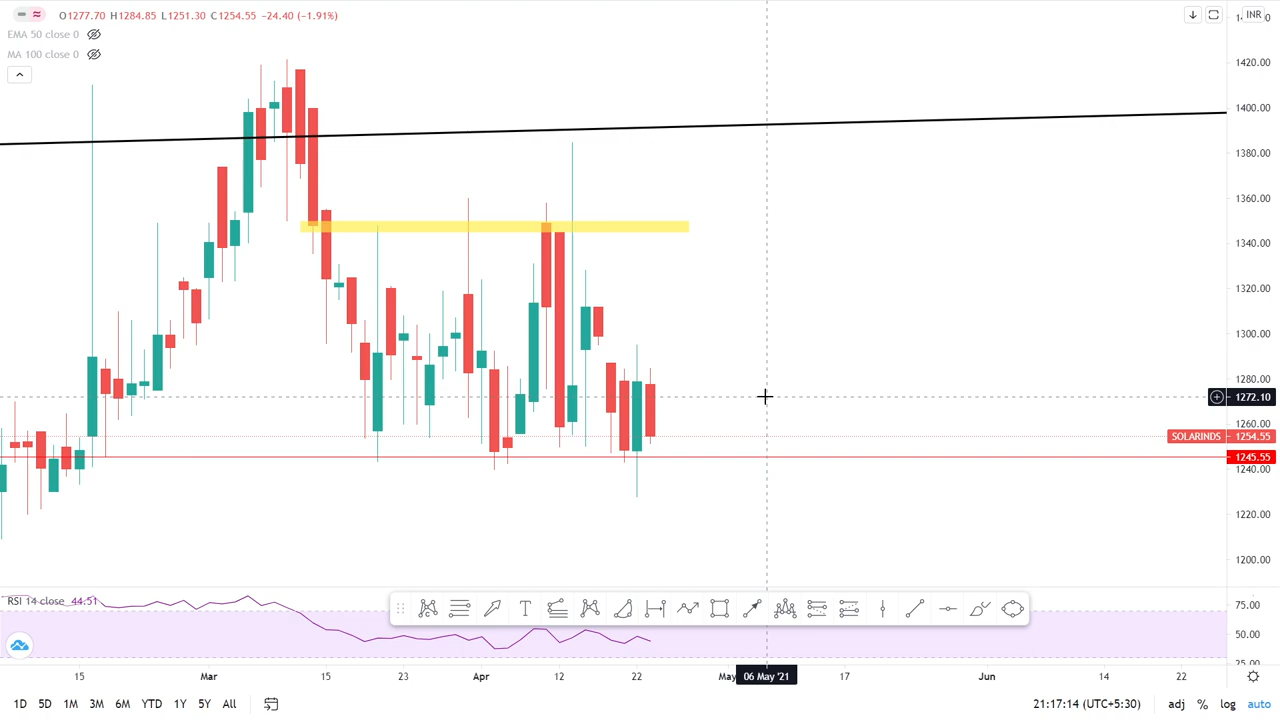 O1277.70 H1284.85 L1251.30 C1254.55 −24.40 (−1.91%)
INR
EMA 50 close 0
MA 100 close 0
1420.00
1400.00
1380.00
1360.00
1340.00
1320.00
1300.00
1280.00
1272.10
1260.00
SOLARINDS 1254.55
1245.55
1240.00
1220.00
1200.00
RSI 14 close 44.51
75.00
50.00
25.00
15 Mar 15 23 Apr 12 22 May 06 May '21 17 Jun 14 22
1D 5D 1M 3M 6M YTD 1Y 5Y All 21:17:14 (UTC+5:30) adj % log auto